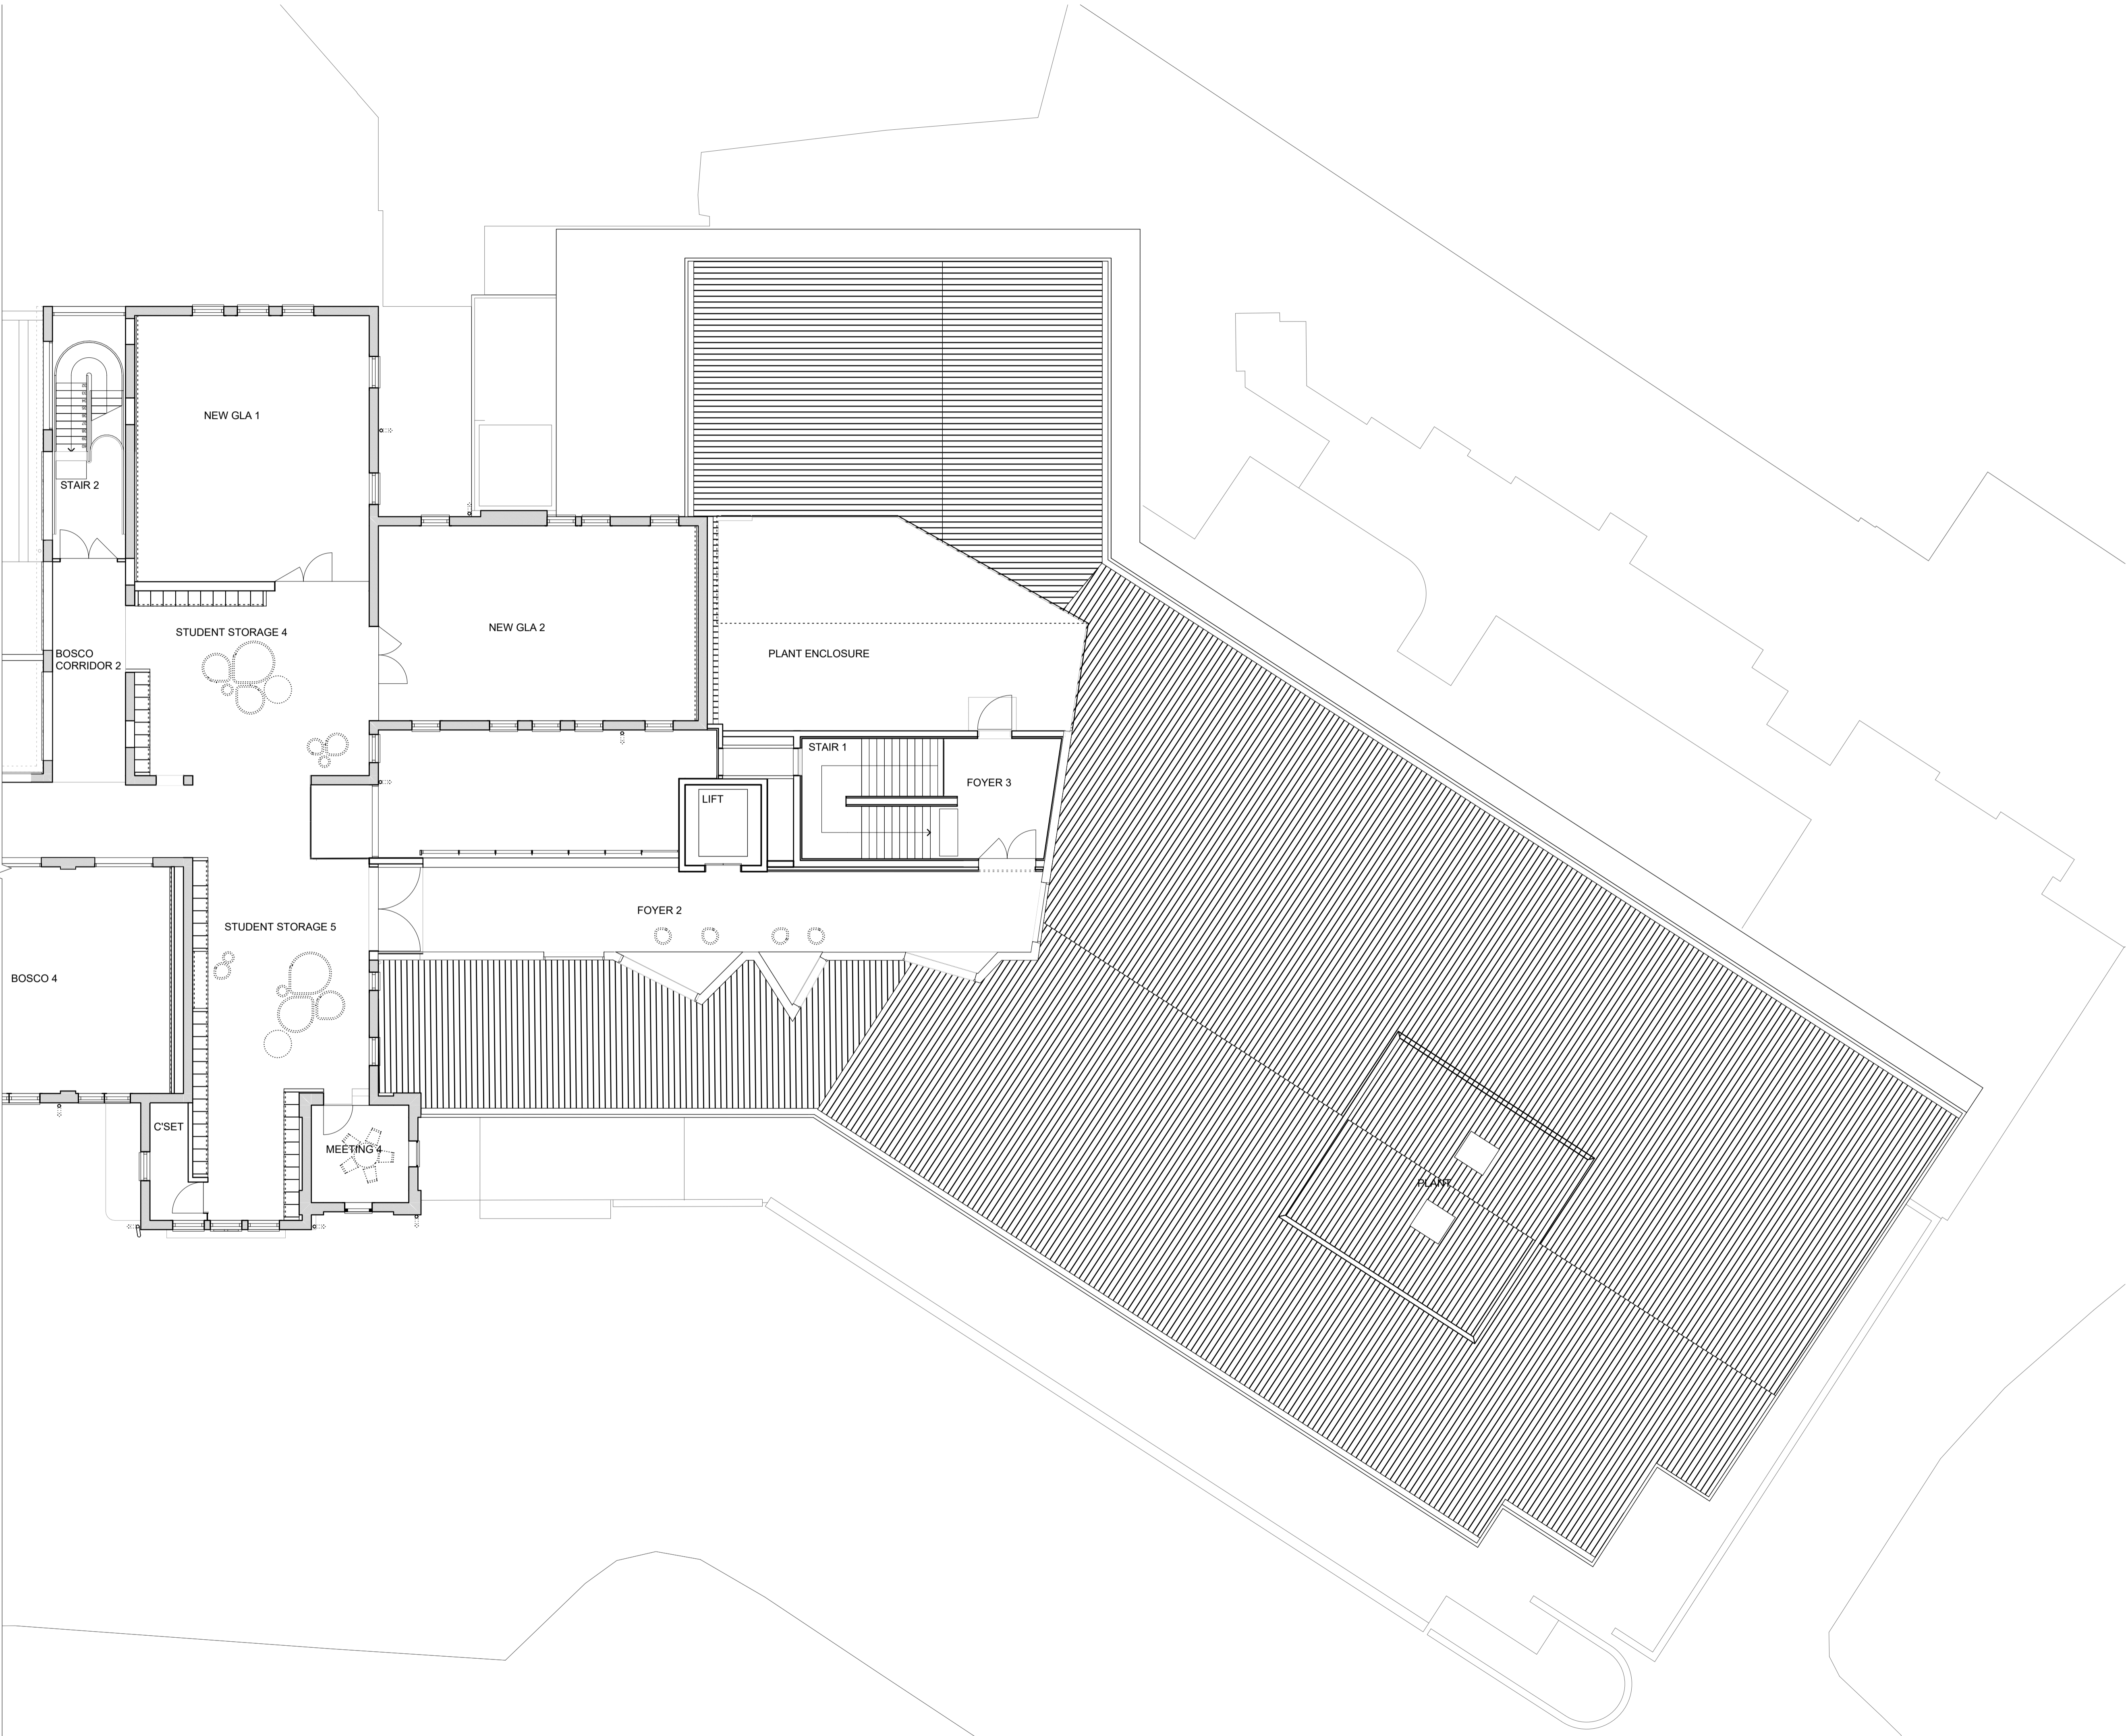 NEW GLA 1
STAIR 2
NEW GLA 2
STUDENT STORAGE 4
BOSCO
CORRIDOR 2
PLANT ENCLOSURE
STAIR 1
FOYER 3
LIFT
FOYER 2
STUDENT STORAGE 5
BOSCO 4
C'SET
MEETING 4
PLANT